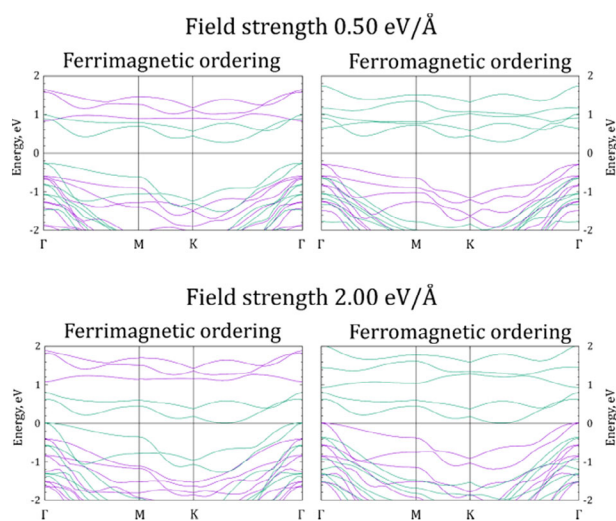 Field strength 0.50 eV/Å
Ferrimagnetic ordering
Ferromagnetic ordering
Energy, eV
2
1
0
-1
-2
Γ M K Γ
Energy, eV
2
1
0
-1
-2
Γ M K Γ
Field strength 2.00 eV/Å
Ferrimagnetic ordering
Ferromagnetic ordering
Energy, eV
2
1
0
-1
-2
Γ M K Γ
Energy, eV
2
1
0
-1
-2
Γ M K Γ